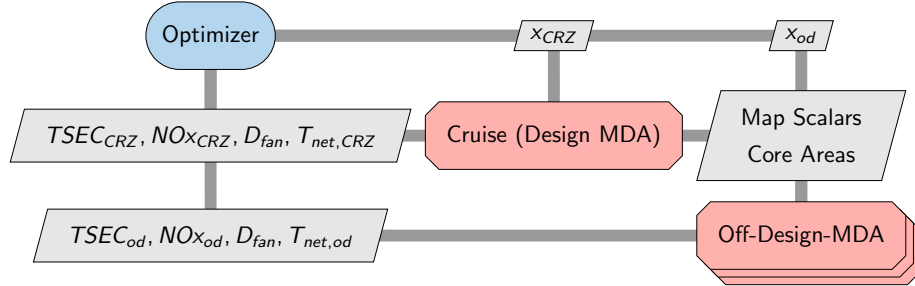 Optimizer
x_CRZ
x_od
TSEC_CRZ, NOx_CRZ, D_fan, T_net,CRZ
Cruise (Design MDA)
Map Scalars
Core Areas
TSEC_od, NOx_od, D_fan, T_net,od
Off-Design-MDA